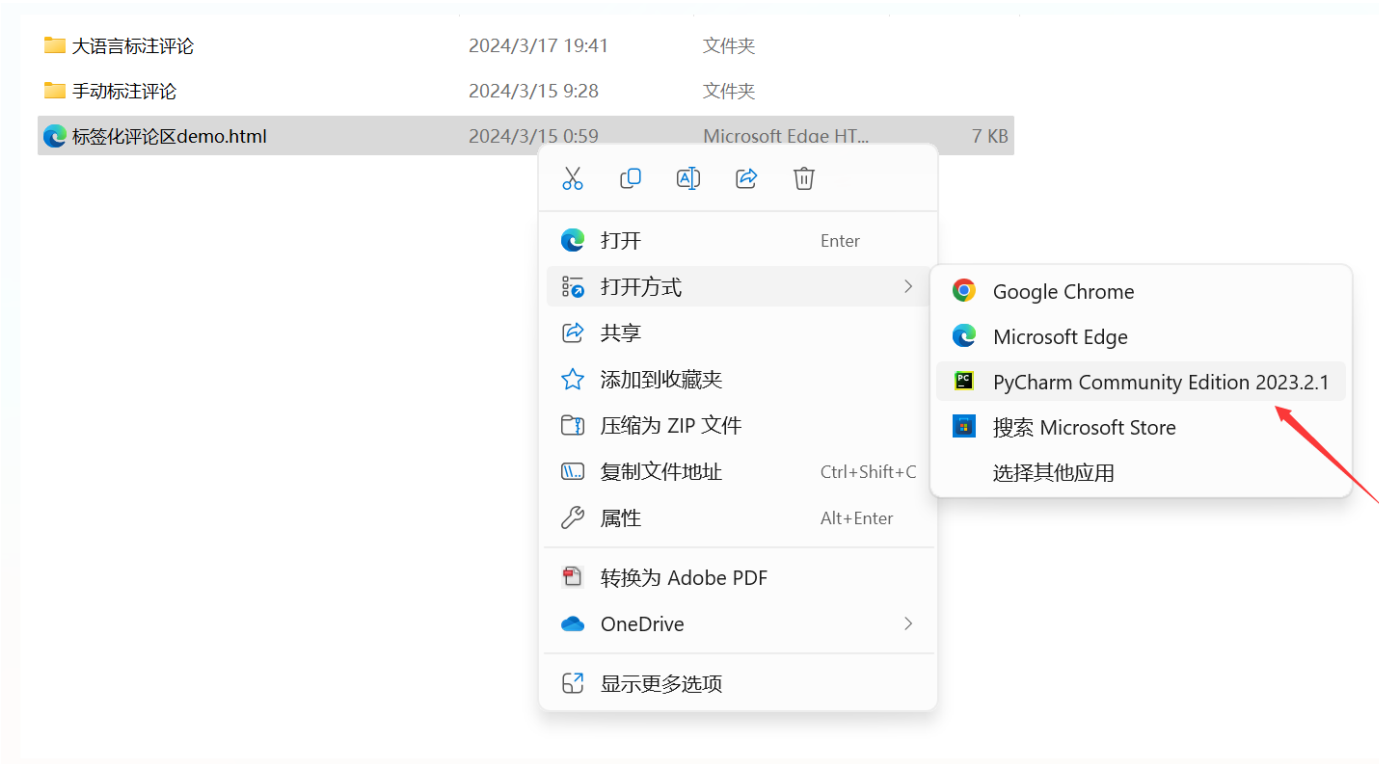 大语言标注评论 2024/3/17 19:41 文件夹
手动标注评论 2024/3/15 9:28 文件夹
标签化评论区demo.html 2024/3/15 0:59 Microsoft Edge HT... 7 KB
打开 Enter
打开方式
Google Chrome
共享
Microsoft Edge
添加到收藏夹
PyCharm Community Edition 2023.2.1
压缩为 ZIP 文件
搜索 Microsoft Store
复制文件地址 Ctrl+Shift+C
选择其他应用
属性 Alt+Enter
转换为 Adobe PDF
OneDrive
显示更多选项